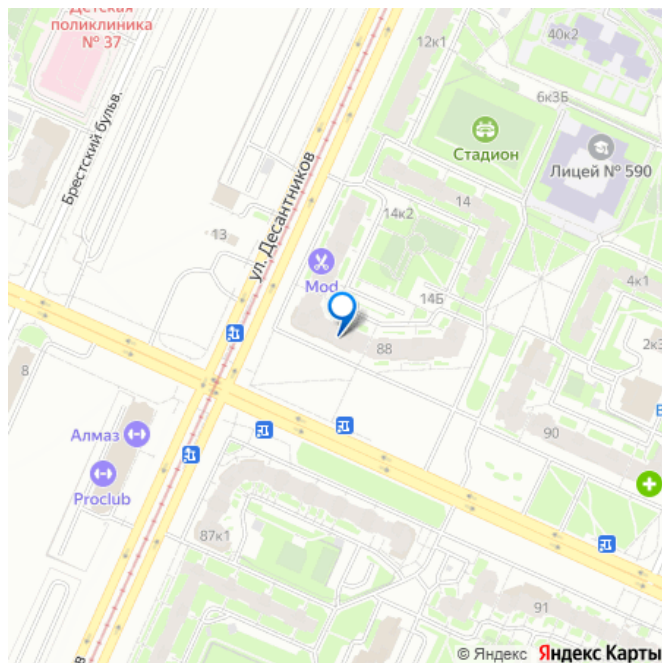 Детская
поликлиника
№ 37
12к1
40к2
6к3Б
Стадион
Лицей № 590
Брестский бульв.
ул. Десантников
14
14к2
13
Mod
14Б
4к1
2к3
88
8
90
Алмаз
Proclub
87к1
91
© Яндекс Яндекс Карты